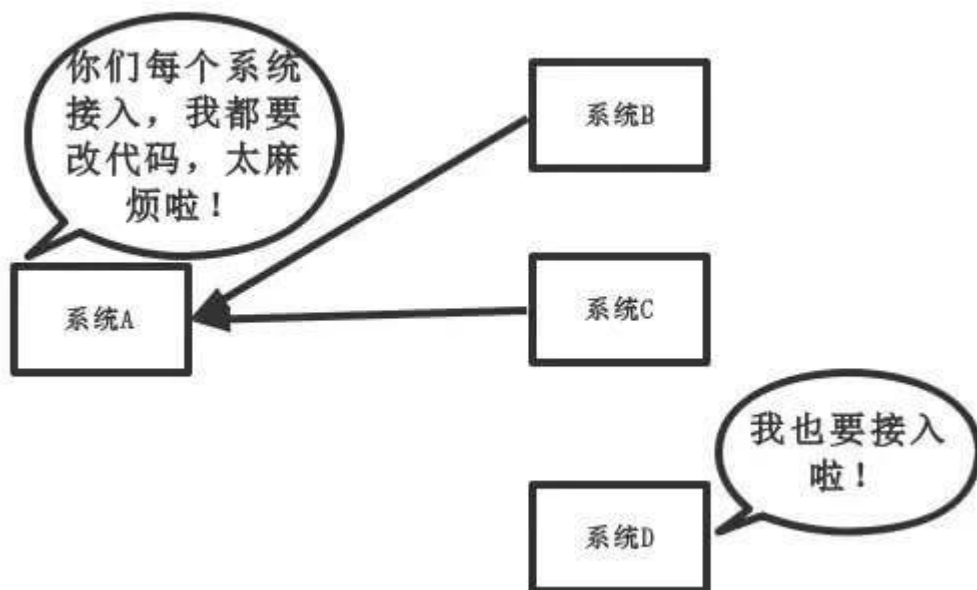 你们每个系统
接入，我都要
改代码，太麻
烦啦！
系统B
系统A
系统C
我也要接入
啦！
系统D